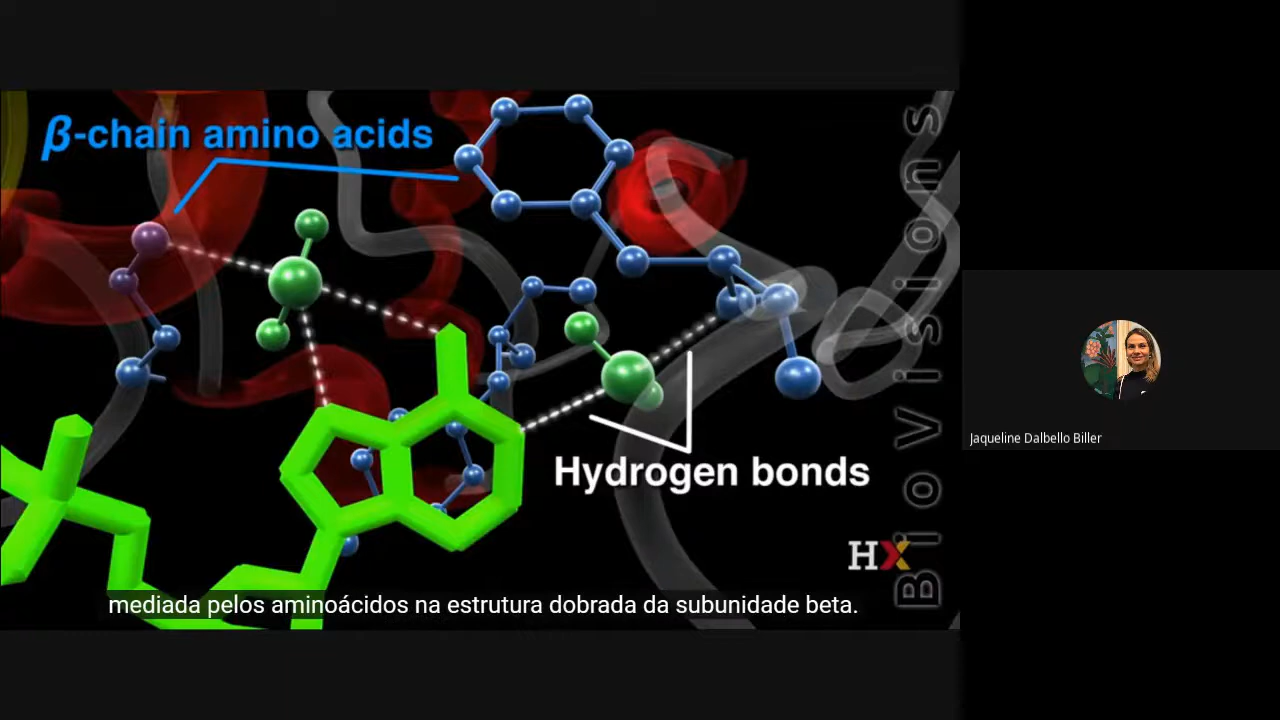 β-chain amino acids
Hydrogen bonds
HX
BioVisions
mediada pelos aminoácidos na estrutura dobrada da subunidade beta.
Jaqueline Dalbello Biller